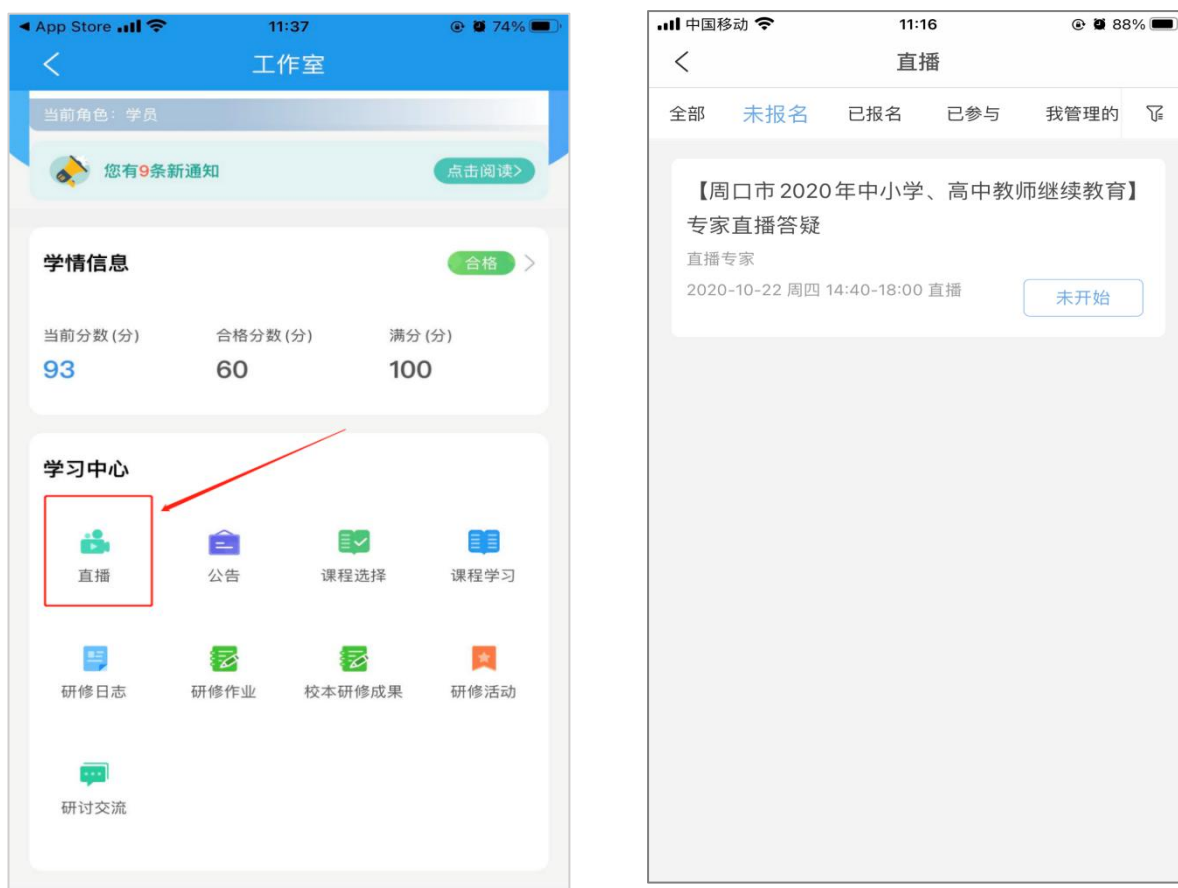 App Store 11:37 74%
工作室
当前角色：学员
您有9条新通知 点击阅读>
学情信息 合格
当前分数(分) 合格分数(分) 满分(分)
93 60 100
学习中心
直播 公告 课程选择 课程学习
研修日志 研修作业 校本研修成果 研修活动
研讨交流
中国移动 11:16 88%
直播
全部 未报名 已报名 已参与 我管理的
【周口市2020年中小学、高中教师继续教育】
专家直播答疑
直播专家
2020-10-22 周四 14:40-18:00 直播 未开始